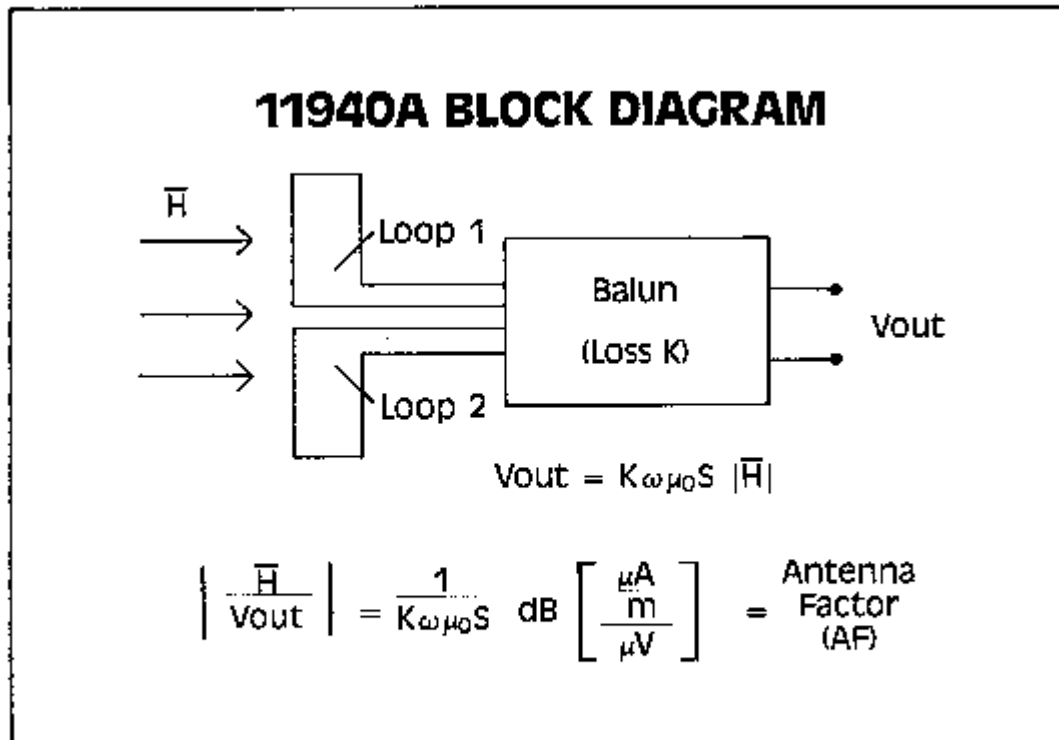 11940A BLOCK DIAGRAM
H̅
Loop 1
Balun
(Loss K)
Vout
Loop 2
Vout = Kωμ₀S |H̅|
| H̅ / Vout | = 1 / Kωμ₀S dB [ μA / m / μV ] = Antenna Factor (AF)